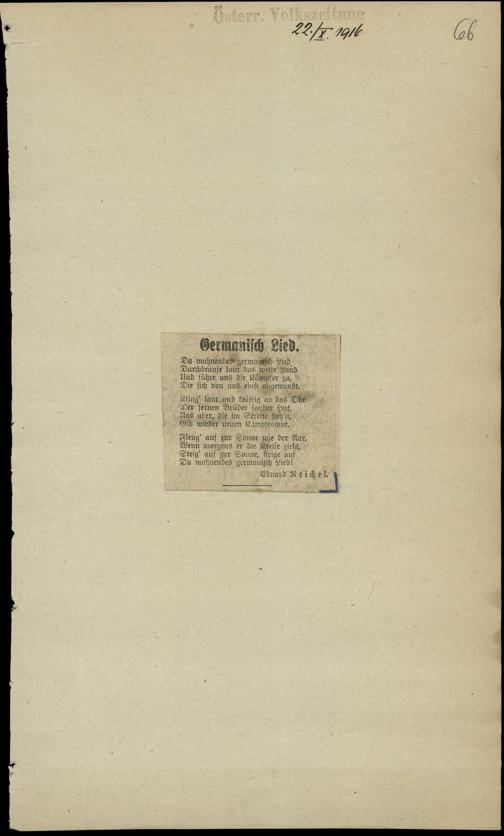 Österr. Volkszeitung
22./X. 1916
66
Germanisch Lied.
Du mahnendes germanisch Lied
Durchbrause laut das weite Land
Und führe uns die Kämpfer zu,
Die sich von uns einst abgewandt.
Kling' laut und kräftig an das Ohr
Der fernen Brüder sonder Hut,
Uns aber, die im Streite steh'n,
Gib wieder neuen Kampfesmut.
Fleug' auf zur Sonne wie der Aar,
Wenn morgens er die Kreise zieht,
Steig' auf zur Sonne, steige auf
Du mahnendes germanisch Lied!
Eduard Reichel.